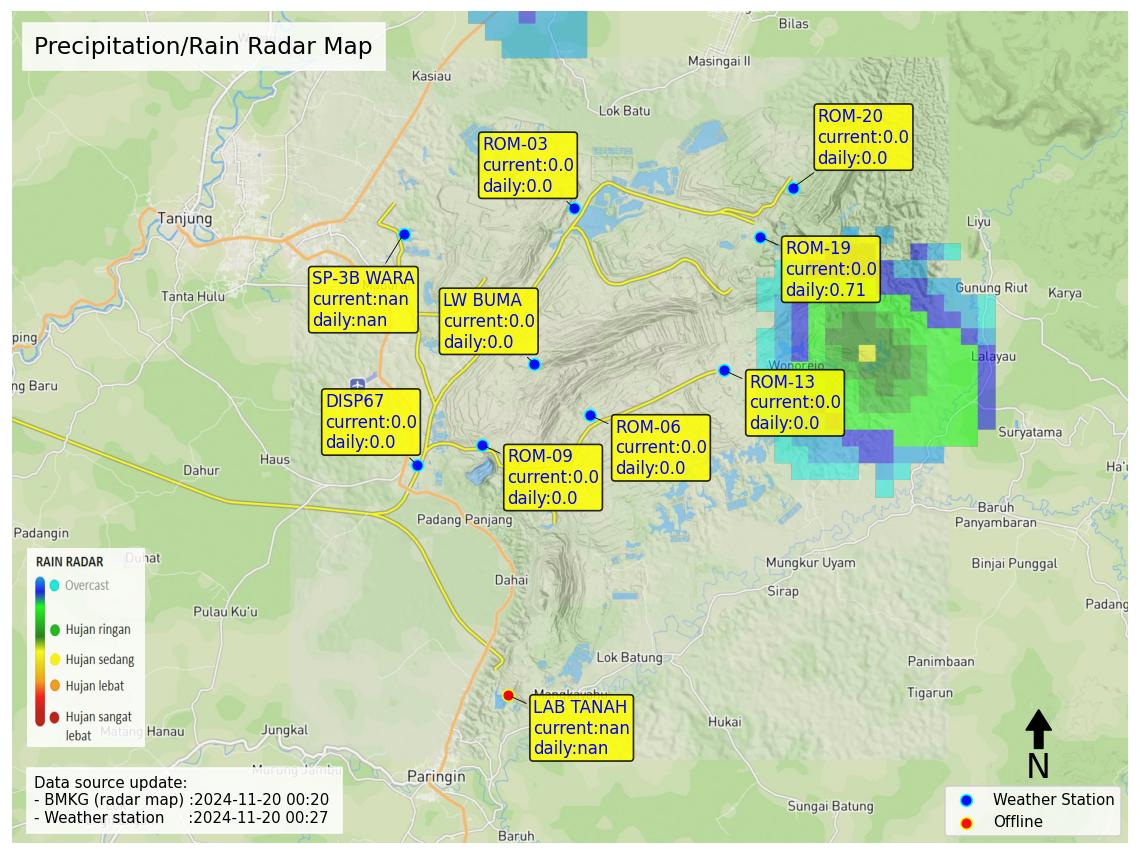 Precipitation/Rain Radar Map
Bilas
Masingai II
Kasiau
Lok Batu
ROM-20
current:0.0
daily:0.0
ROM-03
current:0.0
daily:0.0
Tanjung
Liyu
ROM-19
current:0.0
daily:0.71
SP-3B WARA
current:nan
daily:nan
Tanta Hulu
LW BUMA
current:0.0
daily:0.0
Gunung Riut
Karya
ping
Lalayau
Wonorejo
ng Baru
ROM-13
current:0.0
daily:0.0
DISP67
current:0.0
daily:0.0
ROM-06
current:0.0
daily:0.0
Suryatama
ROM-09
current:0.0
daily:0.0
Haus
Dahur
Ha'u
Padang Panjang
Baruh
Panyambaran
Padangin
Duhat
RAIN RADAR
Overcast
Hujan ringan
Hujan sedang
Hujan lebat
Hujan sangat
lebat
Mungkur Uyam
Binjai Punggal
Dahai
Sirap
Padang
Pulau Ku'u
Lok Batung
Panimbaan
Tigarun
Mangkayahu
LAB TANAH
current:nan
daily:nan
Hukai
Matang Hanau
Jungkal
Murung Jambu
Paringin
N
Data source update:
- BMKG (radar map) :2024-11-20 00:20
- Weather station :2024-11-20 00:27
Sungai Batung
Weather Station
Offline
Baruh